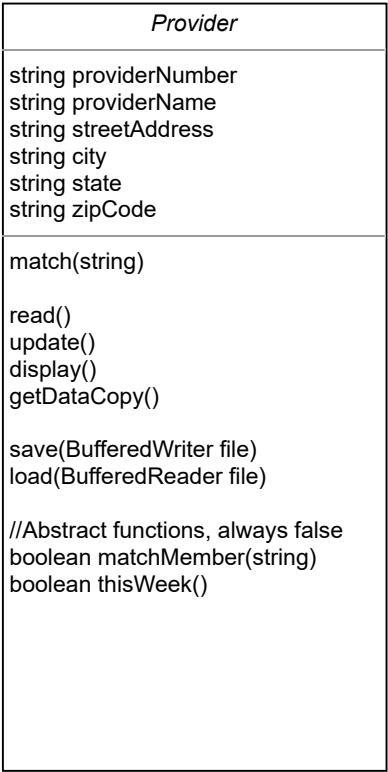 Provider
string providerNumber
string providerName
string streetAddress
string city
string state
string zipCode
match(string)
read()
update()
display()
getDataCopy()
save(BufferedWriter file)
load(BufferedReader file)
//Abstract functions, always false
boolean matchMember(string)
boolean thisWeek()